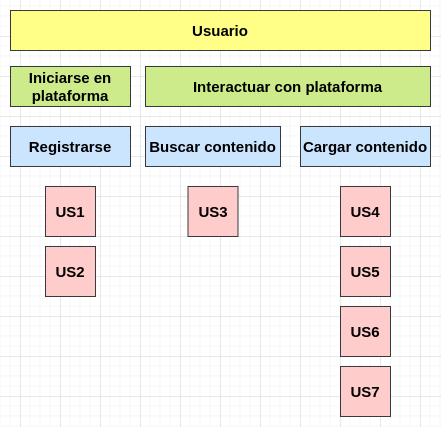 Usuario
Iniciarse en
plataforma
Interactuar con plataforma
Registrarse
Buscar contenido
Cargar contenido
US1
US3
US4
US2
US5
US6
US7